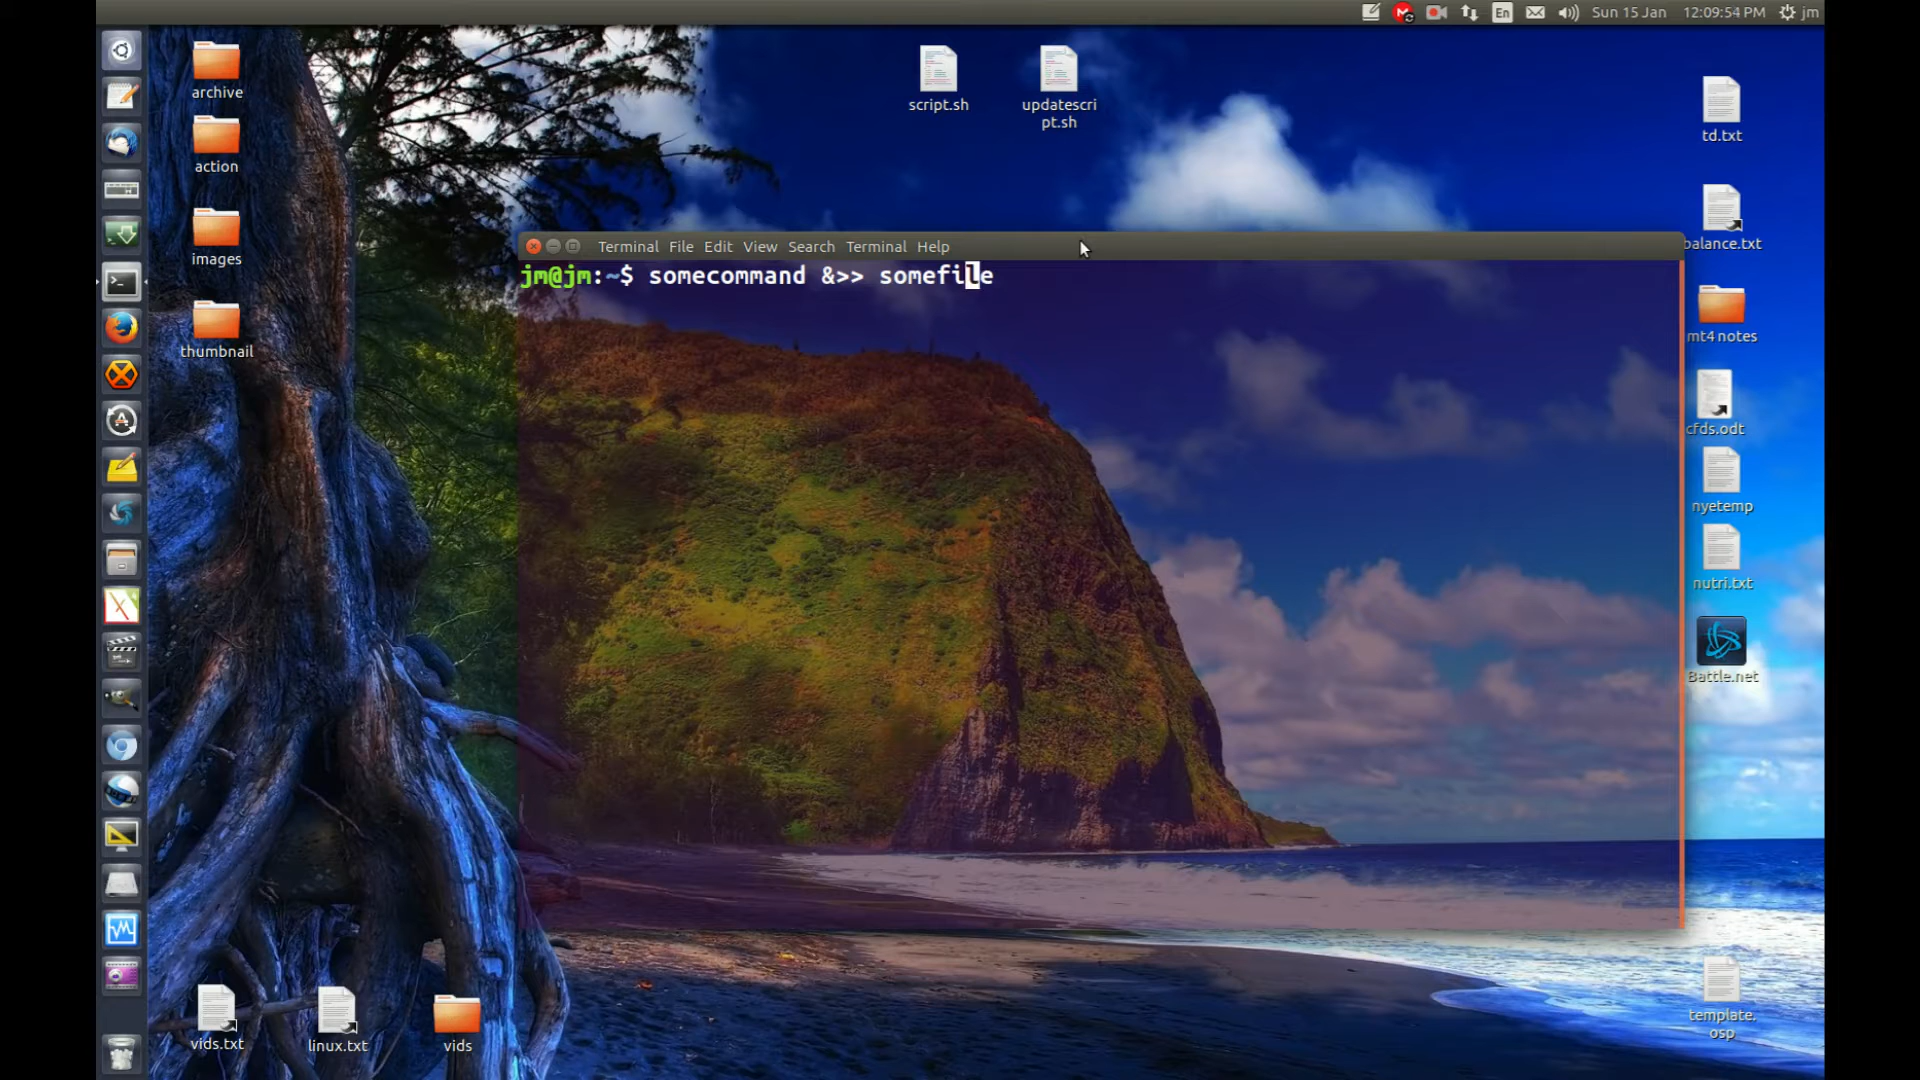 En Sun 15 Jan 12:09:54 PM jm
archive
action
images
thumbnail
script.sh
updatescri
pt.sh
td.txt
balance.txt
mt4 notes
cfds.odt
nyetemp
nutri.txt
Battle.net
template.
osp
Terminal File Edit View Search Terminal Help
jm@jm:~$ somecommand &>> somefile
vids.txt
linux.txt
vids